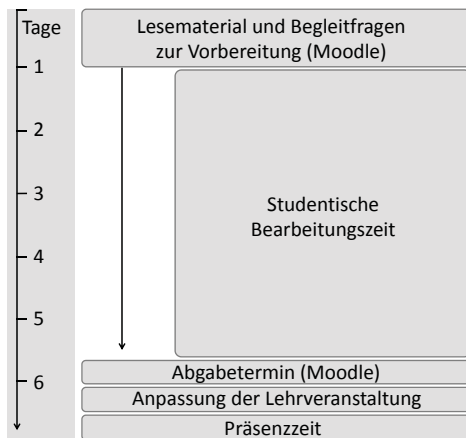 Tage
Lesematerial und Begleitfragen
zur Vorbereitung (Moodle)
1
2
3
4
5
6
Studentische
Bearbeitungszeit
Abgabetermin (Moodle)
Anpassung der Lehrveranstaltung
Präsenzzeit